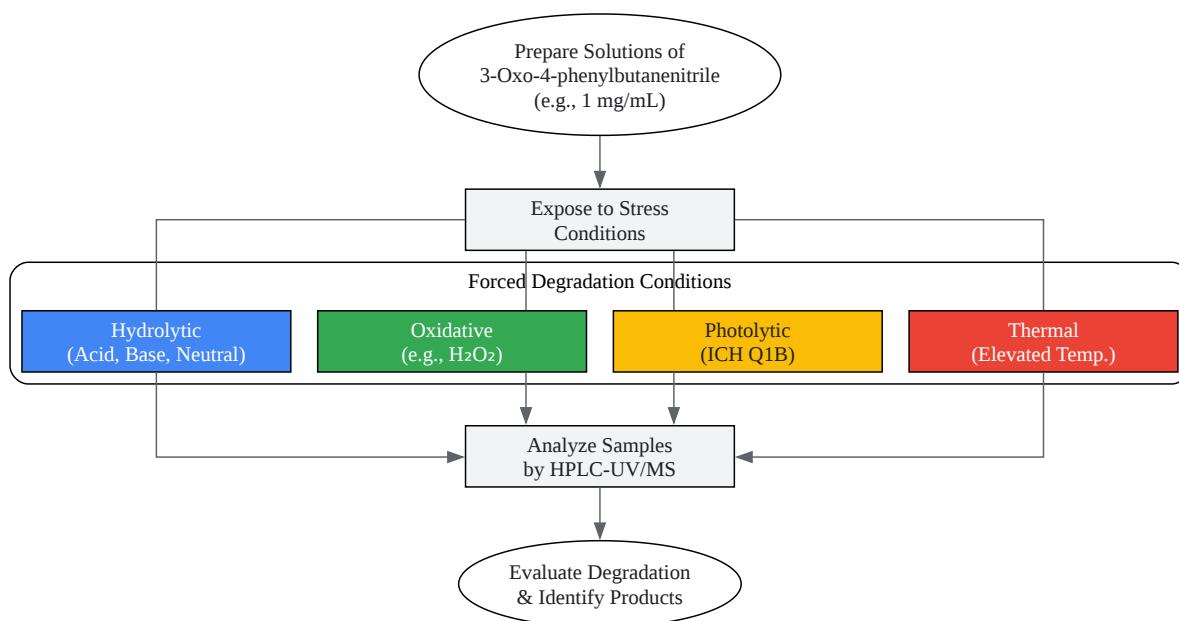 Prepare Solutions of
3-Oxo-4-phenylbutanenitrile
(e.g., 1 mg/mL)
Expose to Stress
Conditions
Forced Degradation Conditions
Hydrolytic
(Acid, Base, Neutral)
Oxidative
(e.g., H₂O₂)
Photolytic
(ICH Q1B)
Thermal
(Elevated Temp.)
Analyze Samples
by HPLC-UV/MS
Evaluate Degradation
& Identify Products